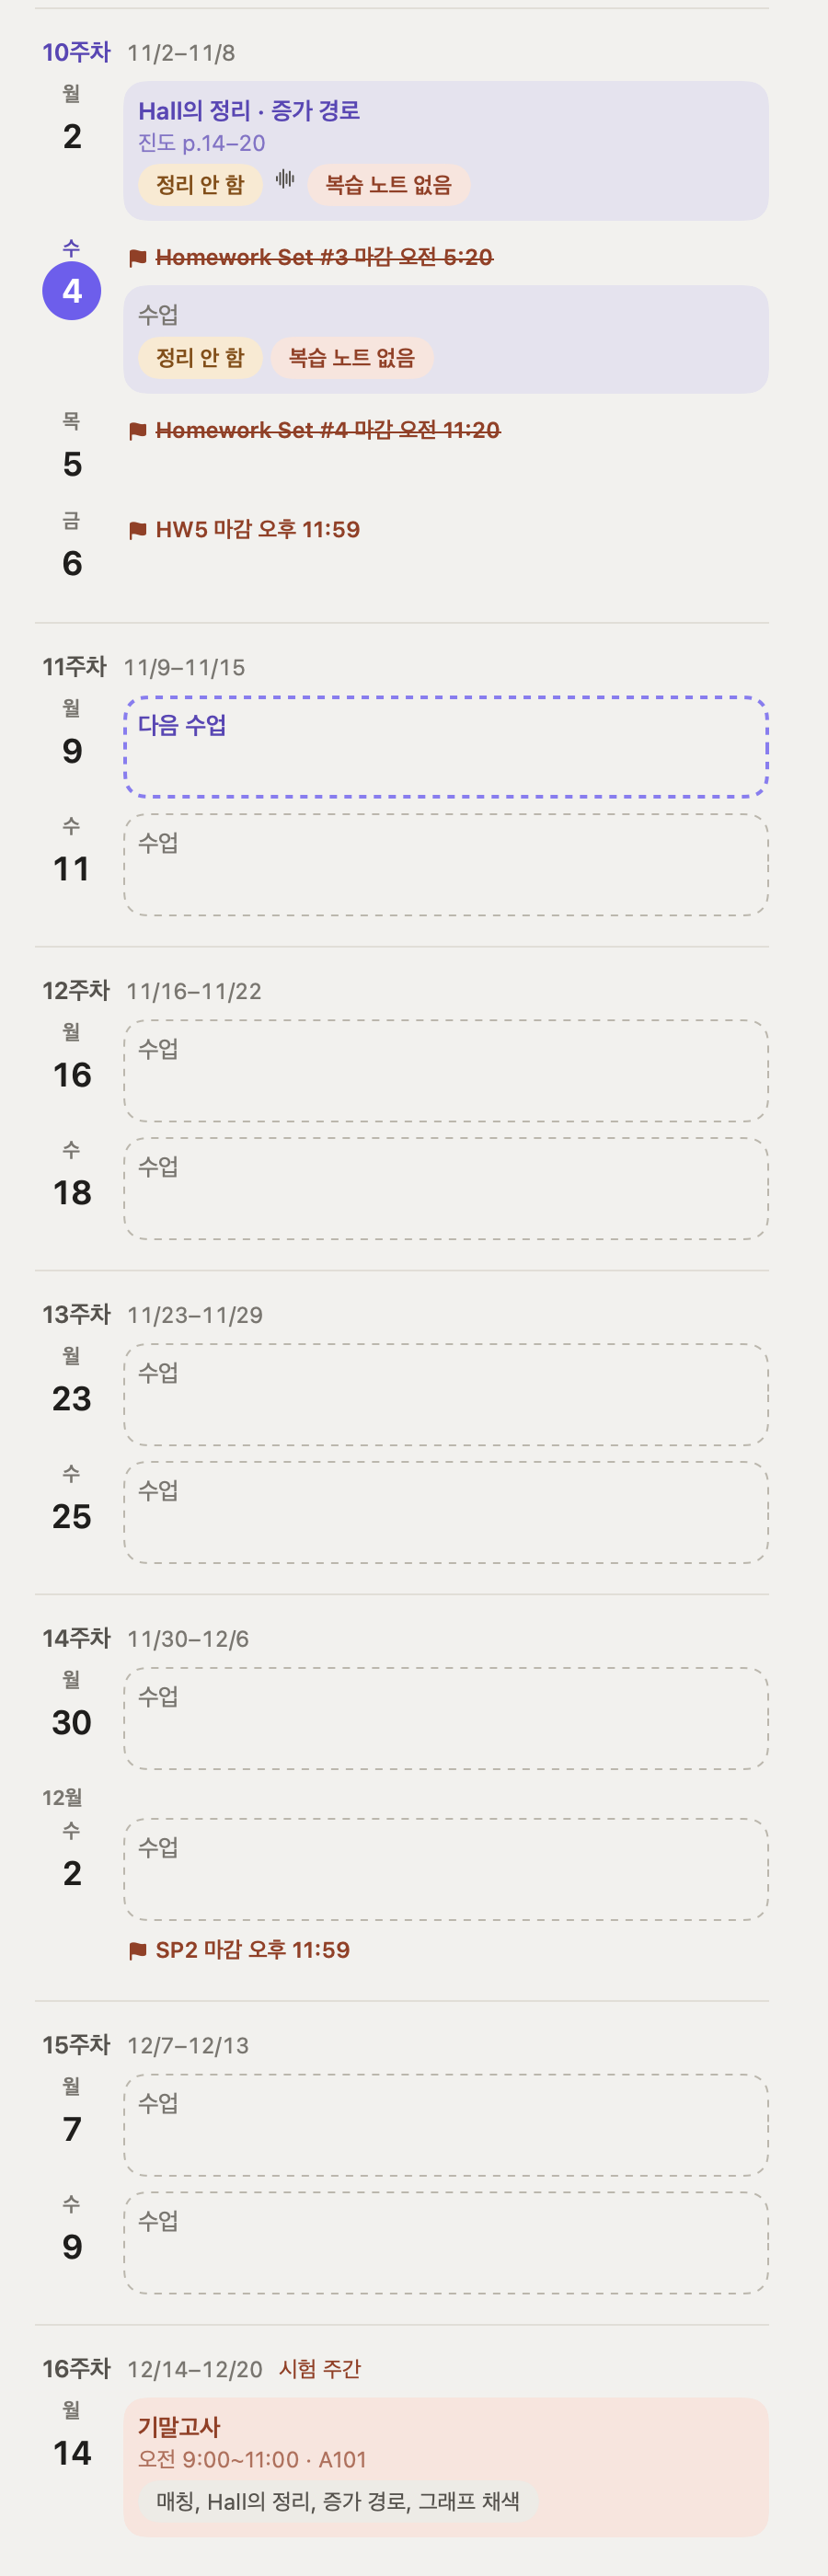 10주차 11/2–11/8
월
2
Hall의 정리 · 증가 경로
진도 p.14–20
정리 안 함 복습 노트 없음
수
4
Homework Set #3 마감 오전 5:20
수업
정리 안 함 복습 노트 없음
목
5
Homework Set #4 마감 오전 11:20
금
6
HW5 마감 오후 11:59
11주차 11/9–11/15
월
9
다음 수업
수
11
수업
12주차 11/16–11/22
월
16
수업
수
18
수업
13주차 11/23–11/29
월
23
수업
수
25
수업
14주차 11/30–12/6
월
30
수업
12월
수
2
수업
SP2 마감 오후 11:59
15주차 12/7–12/13
월
7
수업
수
9
수업
16주차 12/14–12/20 시험 주간
월
14
기말고사
오전 9:00~11:00 · A101
매칭, Hall의 정리, 증가 경로, 그래프 채색